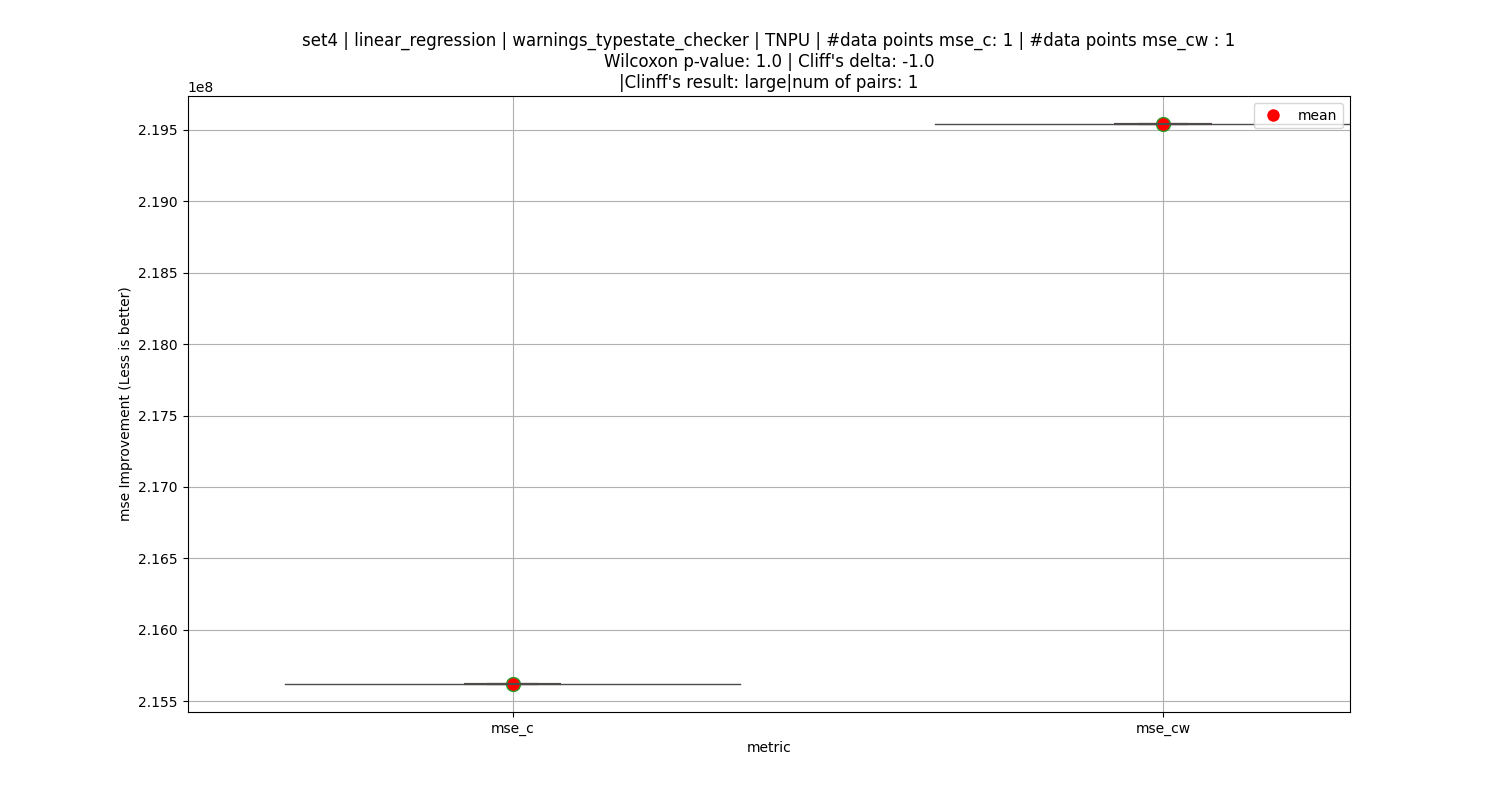 set4 | linear_regression | warnings_typestate_checker | TNPU | #data points mse_c: 1 | #data points mse_cw : 1
Wilcoxon p-value: 1.0 | Cliff's delta: -1.0
|Clinff's result: large|num of pairs: 1
1e8
mean
2.195
2.190
2.185
2.180
2.175
2.170
2.165
2.160
2.155
mse Improvement (Less is better)
mse_c
mse_cw
metric